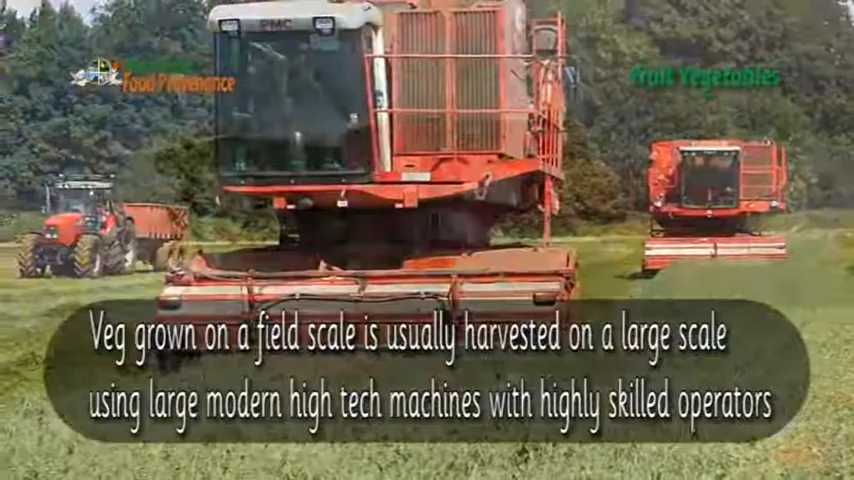 PMC
Food Provenance
Fruit Vegetables
Veg grown on a field scale is usually harvested on a large scale
using large modern high tech machines with highly skilled operators